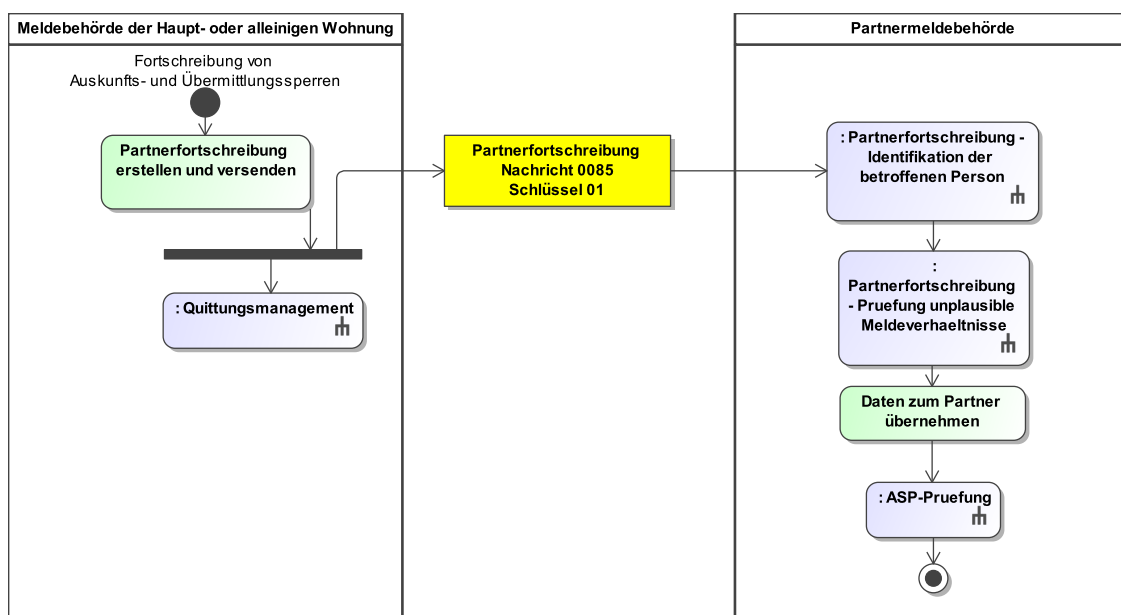 Meldebehörde der Haupt- oder alleinigen Wohnung
Fortschreibung von
Auskunfts- und Übermittlungssperren
Partnerfortschreibung
erstellen und versenden
: Quittungsmanagement
Partnerfortschreibung
Nachricht 0085
Schlüssel 01
Partnermeldebehörde
: Partnerfortschreibung -
Identifikation der
betroffenen Person
:
Partnerfortschreibung
- Pruefung unplausible
Meldeverhaeltnisse
Daten zum Partner
übernehmen
: ASP-Pruefung